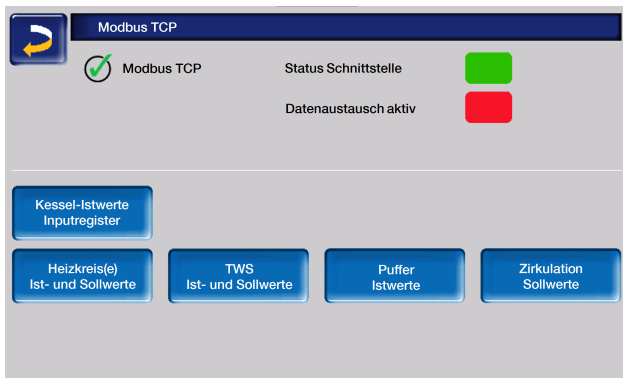 Modbus TCP
Modbus TCP
Status Schnittstelle
Datenaustausch aktiv
Kessel-Istwerte
Inputregister
Heizkreis(e)
Ist- und Sollwerte
TWS
Ist- und Sollwerte
Puffer
Istwerte
Zirkulation
Sollwerte